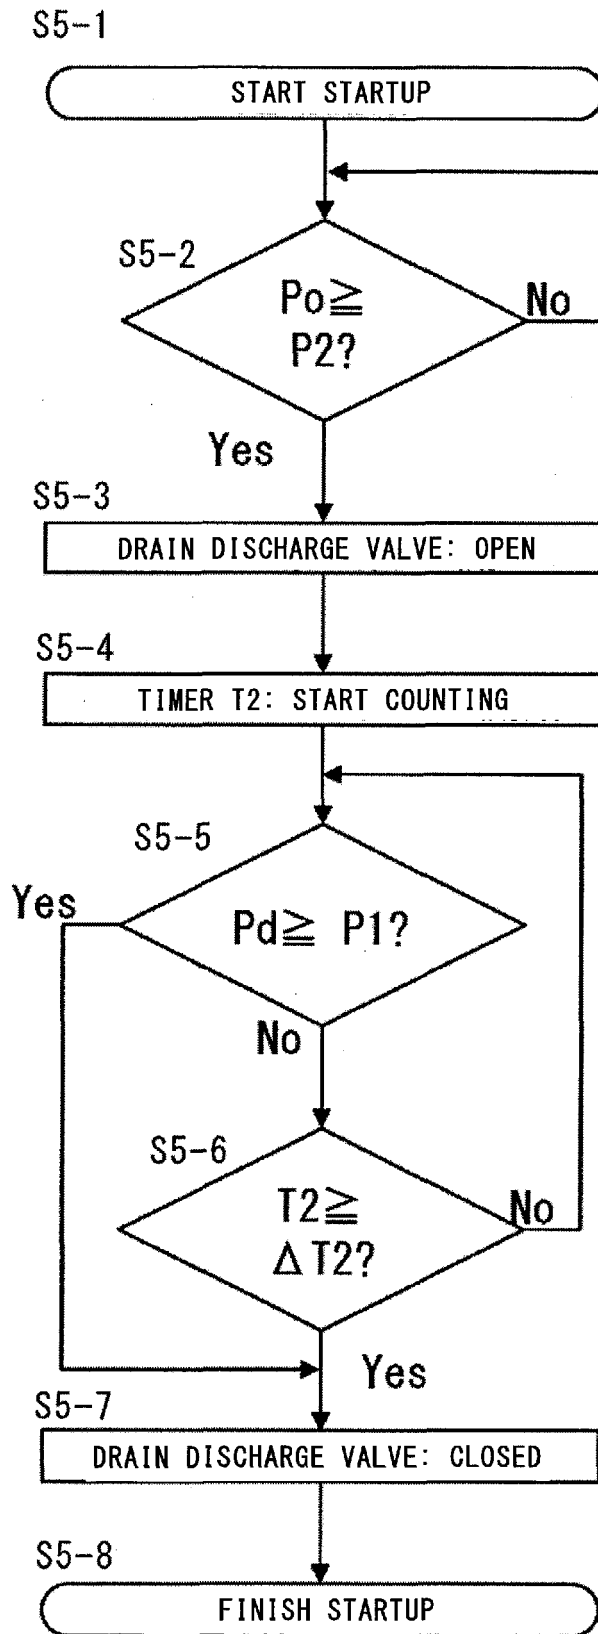 S5-1
START STARTUP
S5-2
Po≧
P2?
No
Yes
S5-3
DRAIN DISCHARGE VALVE: OPEN
S5-4
TIMER T2: START COUNTING
S5-5
Yes
Pd≧ P1?
No
S5-6
T2≧
ΔT2?
No
Yes
S5-7
DRAIN DISCHARGE VALVE: CLOSED
S5-8
FINISH STARTUP